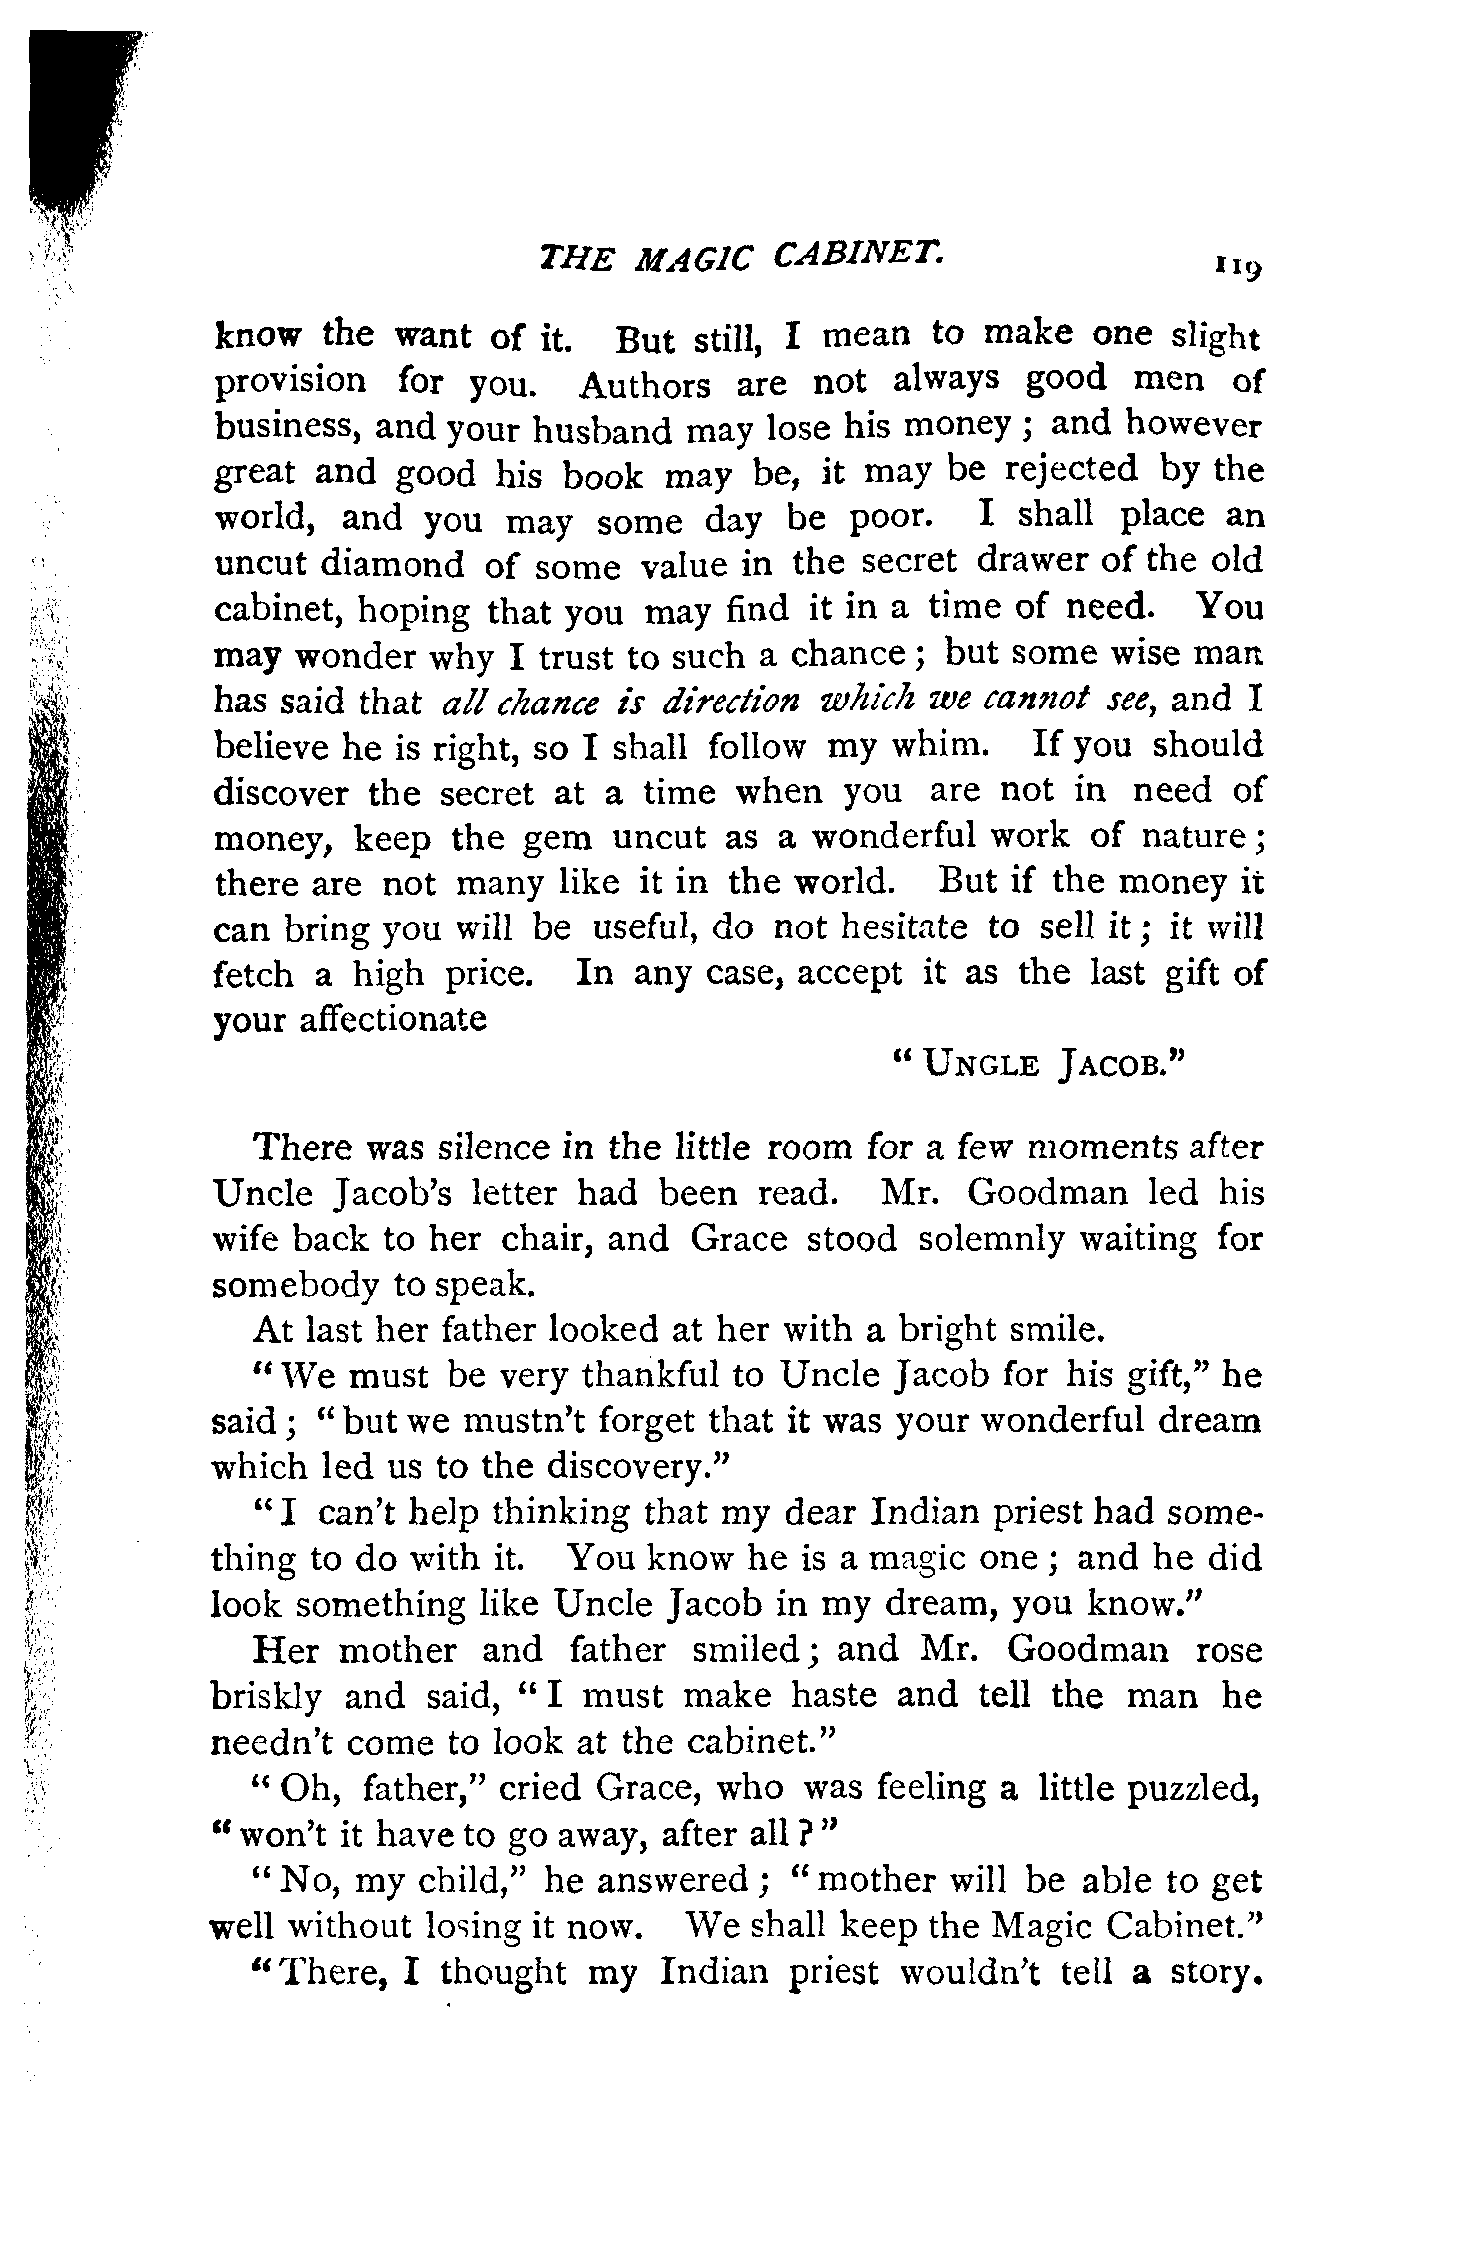 THE MAGIC CABINET. 119
know the want of it. But still, I mean to make one slight
provision for you. Authors are not always good men of
business, and your husband may lose his money ; and however
great and good his book may be, it may be rejected by the
world, and you may some day be poor. I shall place an
uncut diamond of some value in the secret drawer of the old
cabinet, hoping that you may find it in a time of need. You
may wonder why I trust to such a chance ; but some wise man
has said that all chance is direction which we cannot see, and I
believe he is right, so I shall follow my whim. If you should
discover the secret at a time when you are not in need of
money, keep the gem uncut as a wonderful work of nature ;
there are not many like it in the world. But if the money it
can bring you will be useful, do not hesitate to sell it ; it will
fetch a high price. In any case, accept it as the last gift of
your affectionate
“ UNGLE JACOB.”
There was silence in the little room for a few moments after
Uncle Jacob's letter had been read. Mr. Goodman led his
wife back to her chair, and Grace stood solemnly waiting for
somebody to speak.
At last her father looked at her with a bright smile.
“ We must be very thankful to Uncle Jacob for his gift,” he
said ; “ but we mustn't forget that it was your wonderful dream
which led us to the discovery.”
“ I can't help thinking that my dear Indian priest had some-
thing to do with it. You know he is a magic one ; and he did
look something like Uncle Jacob in my dream, you know.”
Her mother and father smiled ; and Mr. Goodman rose
briskly and said, “ I must make haste and tell the man he
needn't come to look at the cabinet.”
“ Oh, father,” cried Grace, who was feeling a little puzzled,
“ won't it have to go away, after all ? ”
“ No, my child,” he answered ; “ mother will be able to get
well without losing it now. We shall keep the Magic Cabinet.”
“ There, I thought my Indian priest wouldn't tell a story.